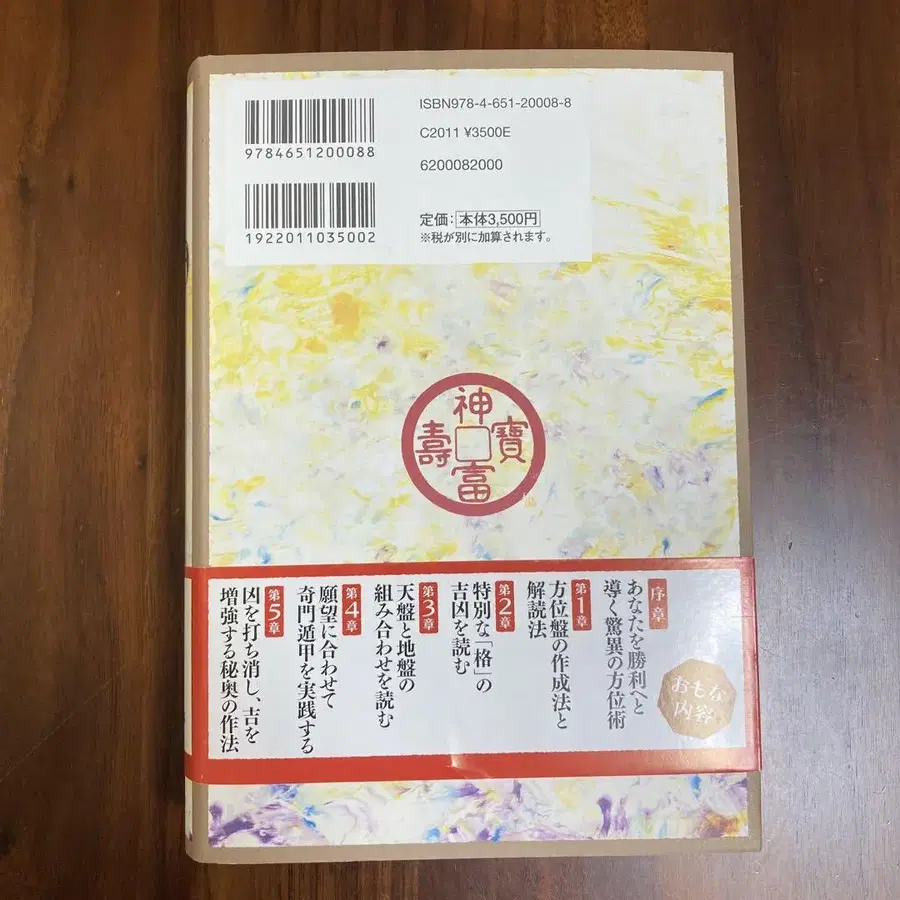 9784651200088
1922011035002
ISBN978-4-651-20008-8
C2011 ¥3500E
6200082000
定価：本体3,500円
※税が別に加算されます。
神
寶
富
壽
おもな
内容
序章
あなたを勝利へと
導く驚異の方位術
第1章
方位盤の作成法と
解読法
第2章
特別な「格」の
吉凶を読む
第3章
天盤と地盤の
組み合わせを読む
第4章
願望に合わせて
奇門遁甲を実践する
第5章
凶を打ち消し、吉を
増強する秘奥の作法